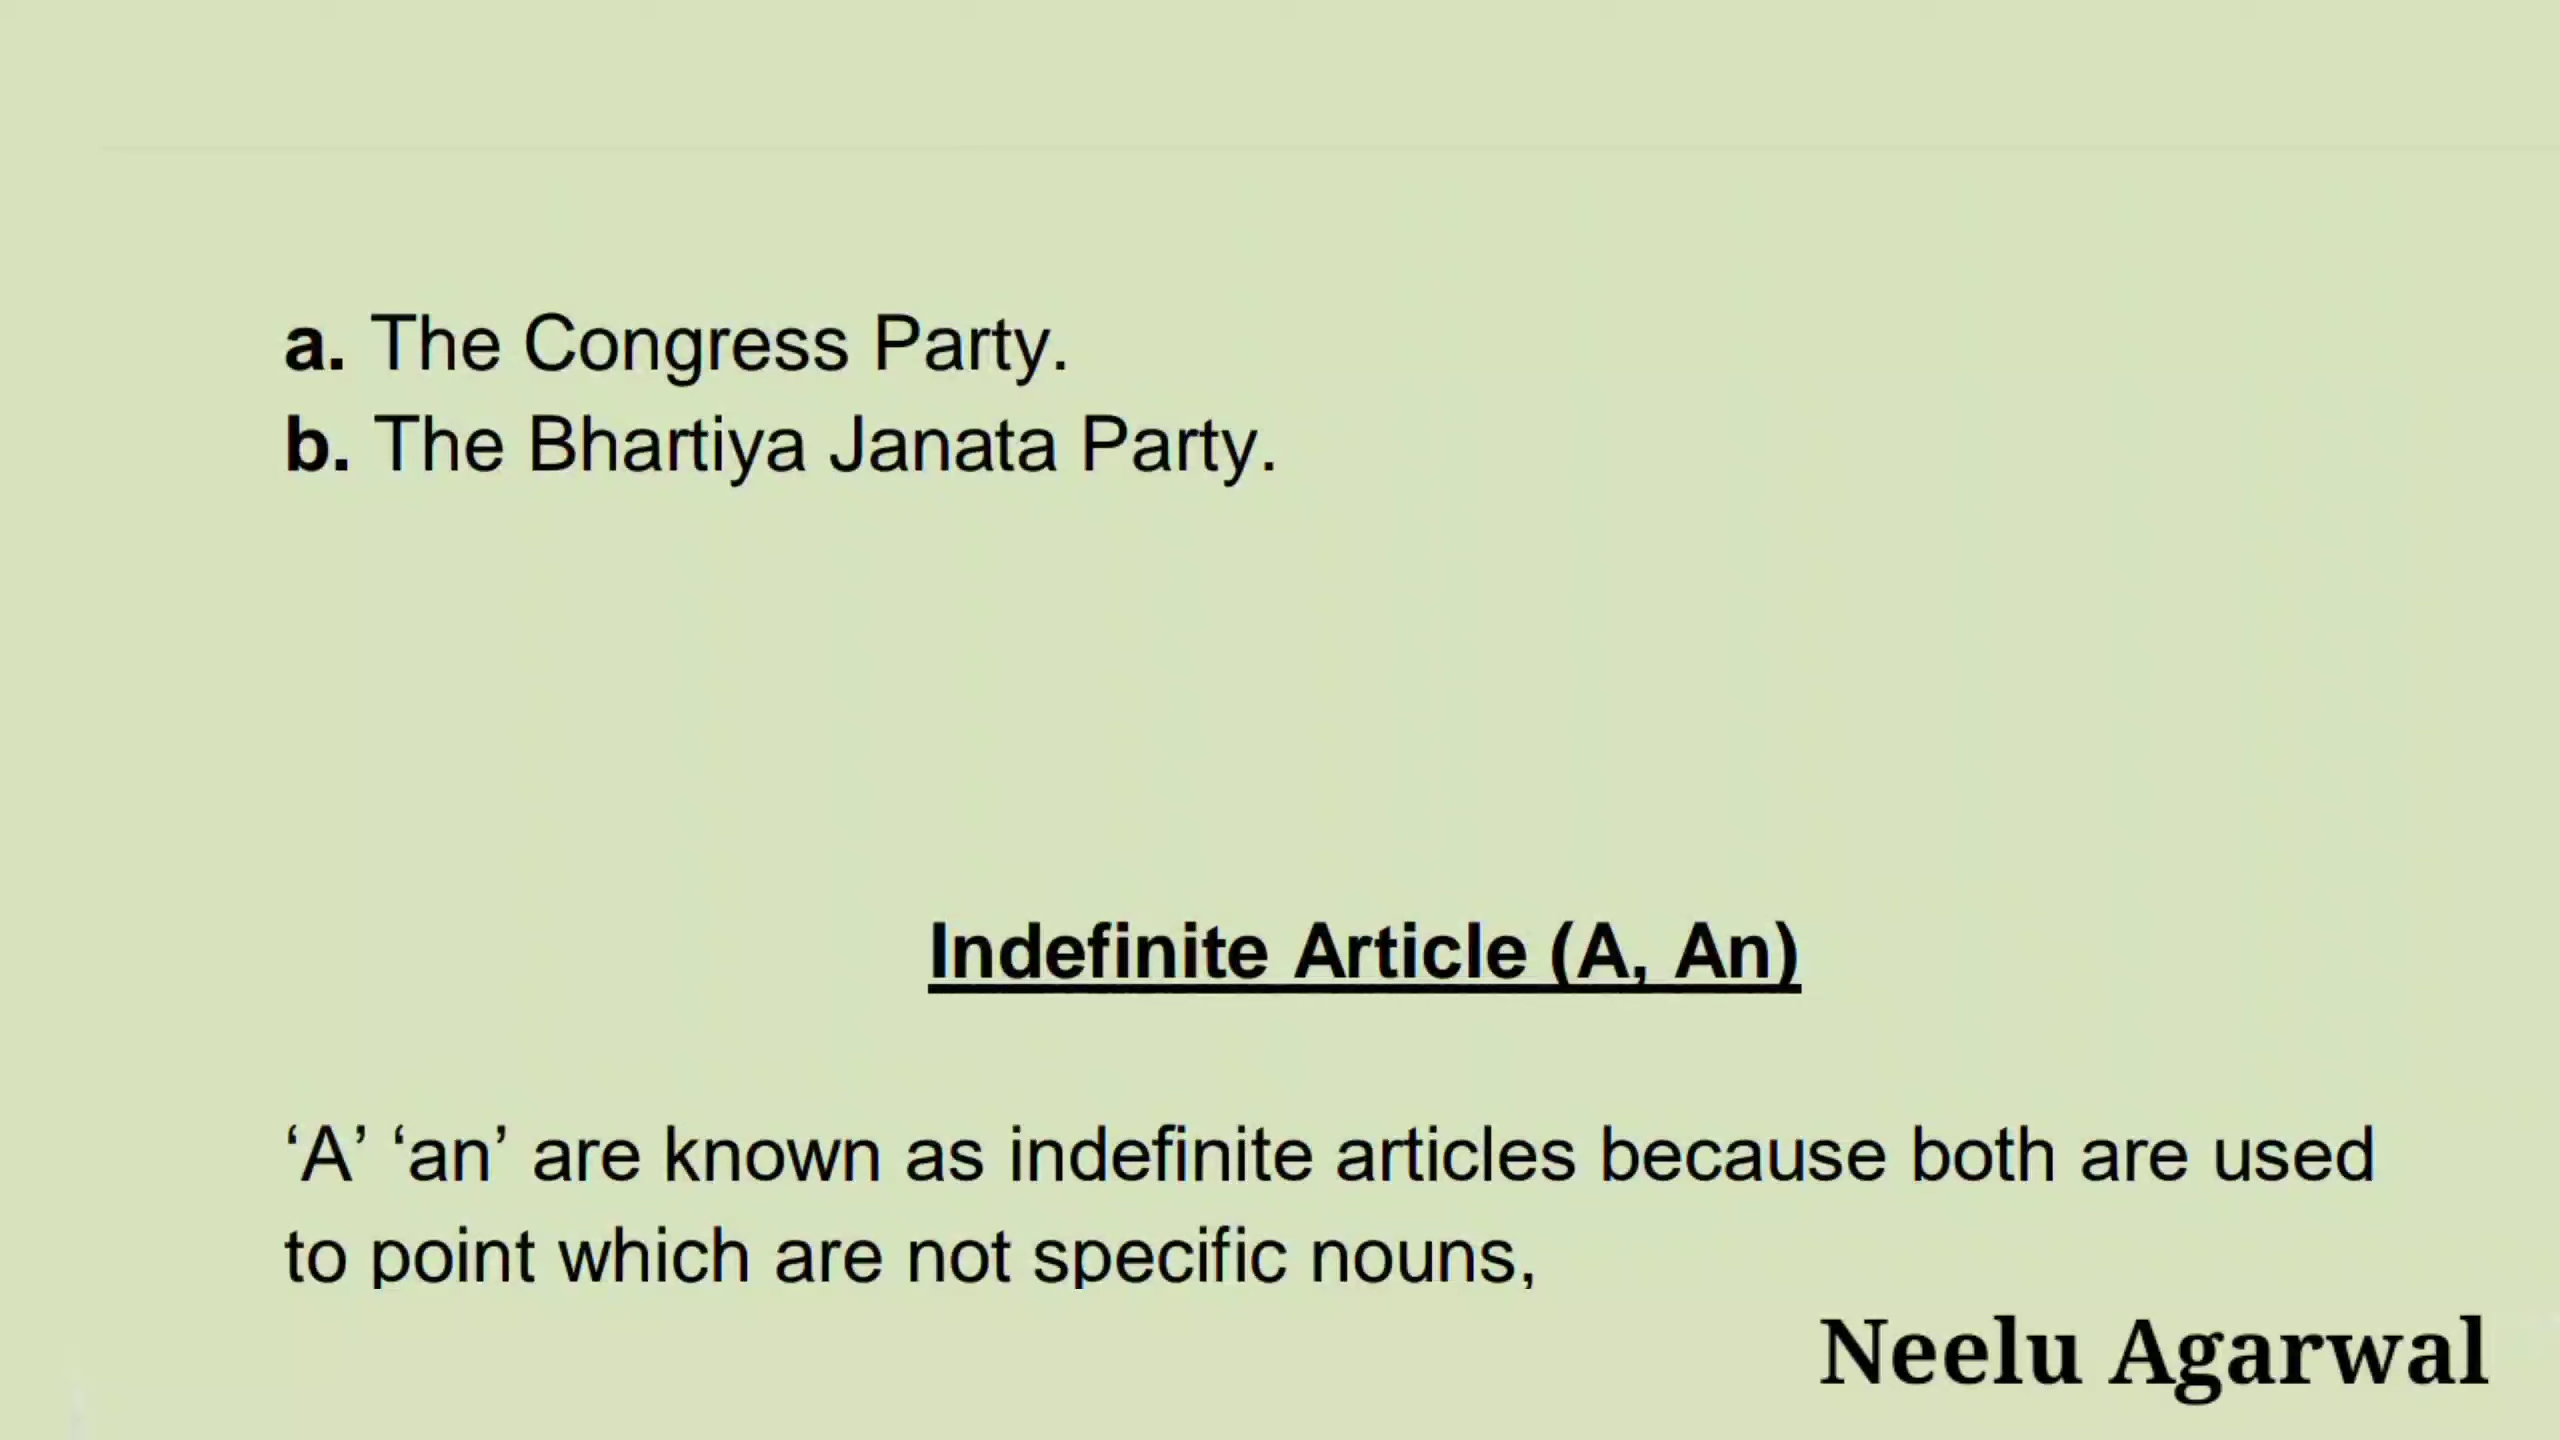 a. The Congress Party.
b. The Bhartiya Janata Party.
Indefinite Article (A, An)
‘A’ ‘an’ are known as indefinite articles because both are used
to point which are not specific nouns,
Neelu Agarwal